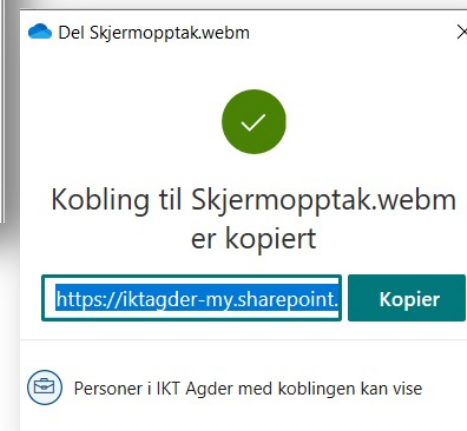 Del Skjermopptak.webm
Kobling til Skjermopptak.webm
er kopiert
https://iktagder-my.sharepoint.
Kopier
Personer i IKT Agder med koblingen kan vise